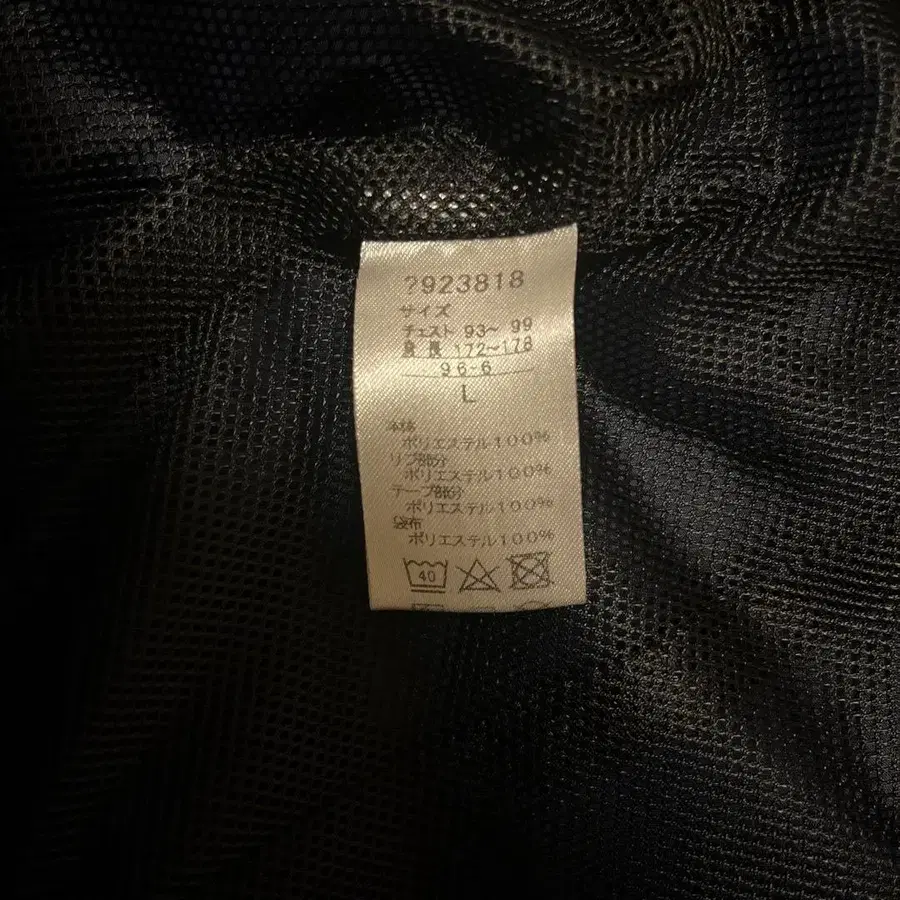 ?923818
サイズ
チェスト 93~ 99
身長 172~178
96-6
L
本体
ポリエステル100%
リブ部分
ポリエステル100%
テープ部分
ポリエステル100%
袋布
ポリエステル100%
40